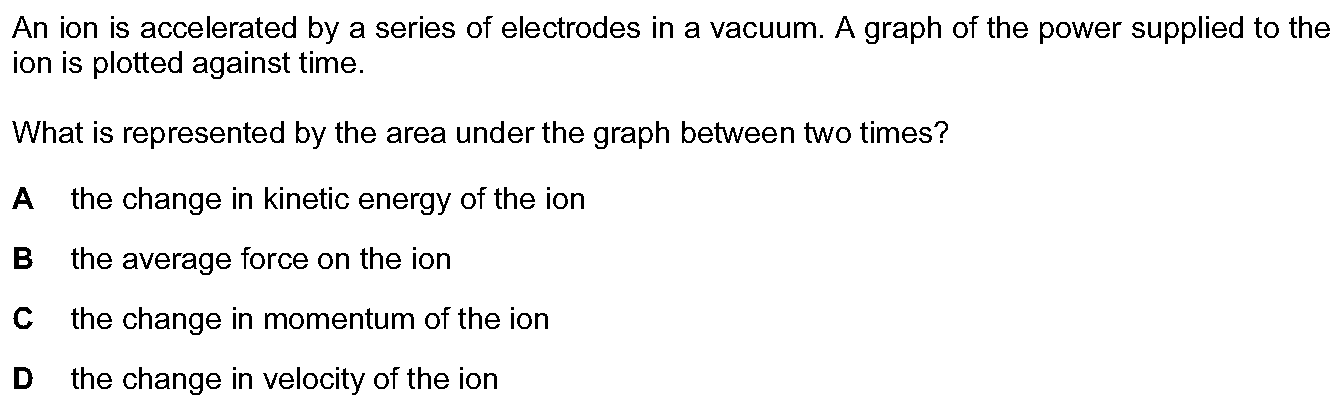 An ion is accelerated by a series of electrodes in a vacuum. A graph of the power supplied to the
ion is plotted against time.
What is represented by the area under the graph between two times?
A the change in kinetic energy of the ion
B the average force on the ion
C the change in momentum of the ion
D the change in velocity of the ion